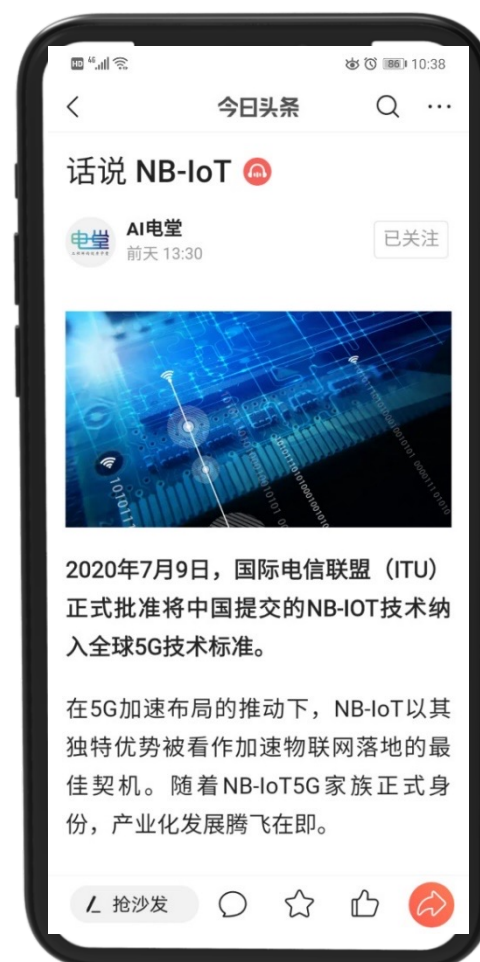 HD 4G 86 10:38
今日头条
话说 NB-IoT
电堂
AI电堂
前天 13:30
已关注
2020年7月9日，国际电信联盟（ITU）
正式批准将中国提交的NB-IOT技术纳
入全球5G技术标准。
在5G加速布局的推动下，NB-IoT以其
独特优势被看作加速物联网落地的最
佳契机。随着NB-IoT5G家族正式身
份，产业化发展腾飞在即。
抢沙发